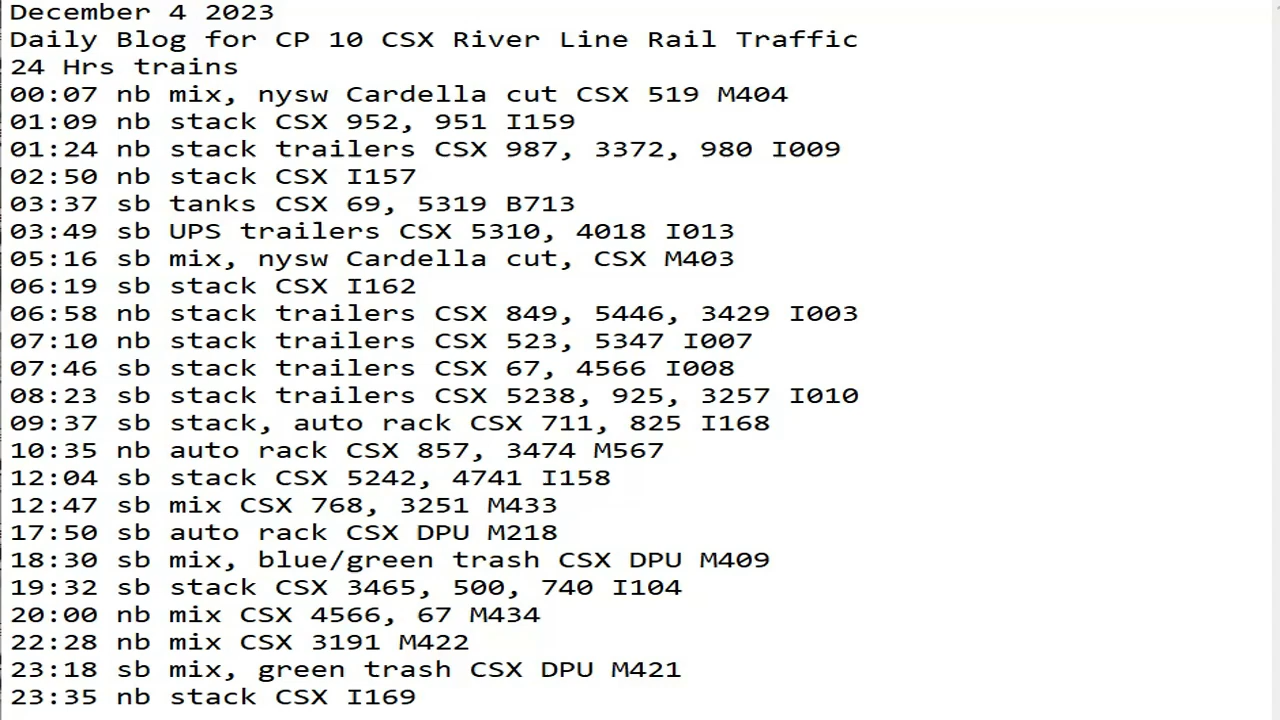 December 4 2023
Daily Blog for CP 10 CSX River Line Rail Traffic
24 Hrs trains
00:07 nb mix, nysw Cardella cut CSX 519 M404
01:09 nb stack CSX 952, 951 I159
01:24 nb stack trailers CSX 987, 3372, 980 I009
02:50 nb stack CSX I157
03:37 sb tanks CSX 69, 5319 B713
03:49 sb UPS trailers CSX 5310, 4018 I013
05:16 sb mix, nysw Cardella cut, CSX M403
06:19 sb stack CSX I162
06:58 nb stack trailers CSX 849, 5446, 3429 I003
07:10 nb stack trailers CSX 523, 5347 I007
07:46 sb stack trailers CSX 67, 4566 I008
08:23 sb stack trailers CSX 5238, 925, 3257 I010
09:37 sb stack, auto rack CSX 711, 825 I168
10:35 nb auto rack CSX 857, 3474 M567
12:04 sb stack CSX 5242, 4741 I158
12:47 sb mix CSX 768, 3251 M433
17:50 sb auto rack CSX DPU M218
18:30 sb mix, blue/green trash CSX DPU M409
19:32 sb stack CSX 3465, 500, 740 I104
20:00 nb mix CSX 4566, 67 M434
22:28 nb mix CSX 3191 M422
23:18 sb mix, green trash CSX DPU M421
23:35 nb stack CSX I169